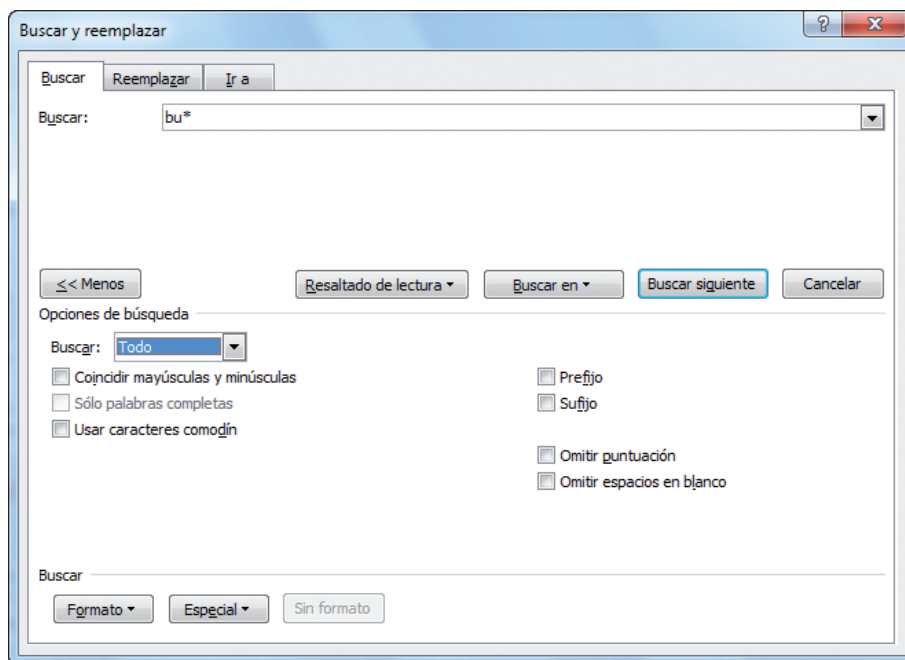 Buscar y reemplazar
Buscar Reemplazar Ir a
Buscar: bu*
<< Menos Resaltado de lectura Buscar en Buscar siguiente Cancelar
Opciones de búsqueda
Buscar: Todo
Coincidir mayúsculas y minúsculas Prefijo
Sólo palabras completas Sufijo
Usar caracteres comodín
Omitir puntuación
Omitir espacios en blanco
Buscar
Formato Especial Sin formato